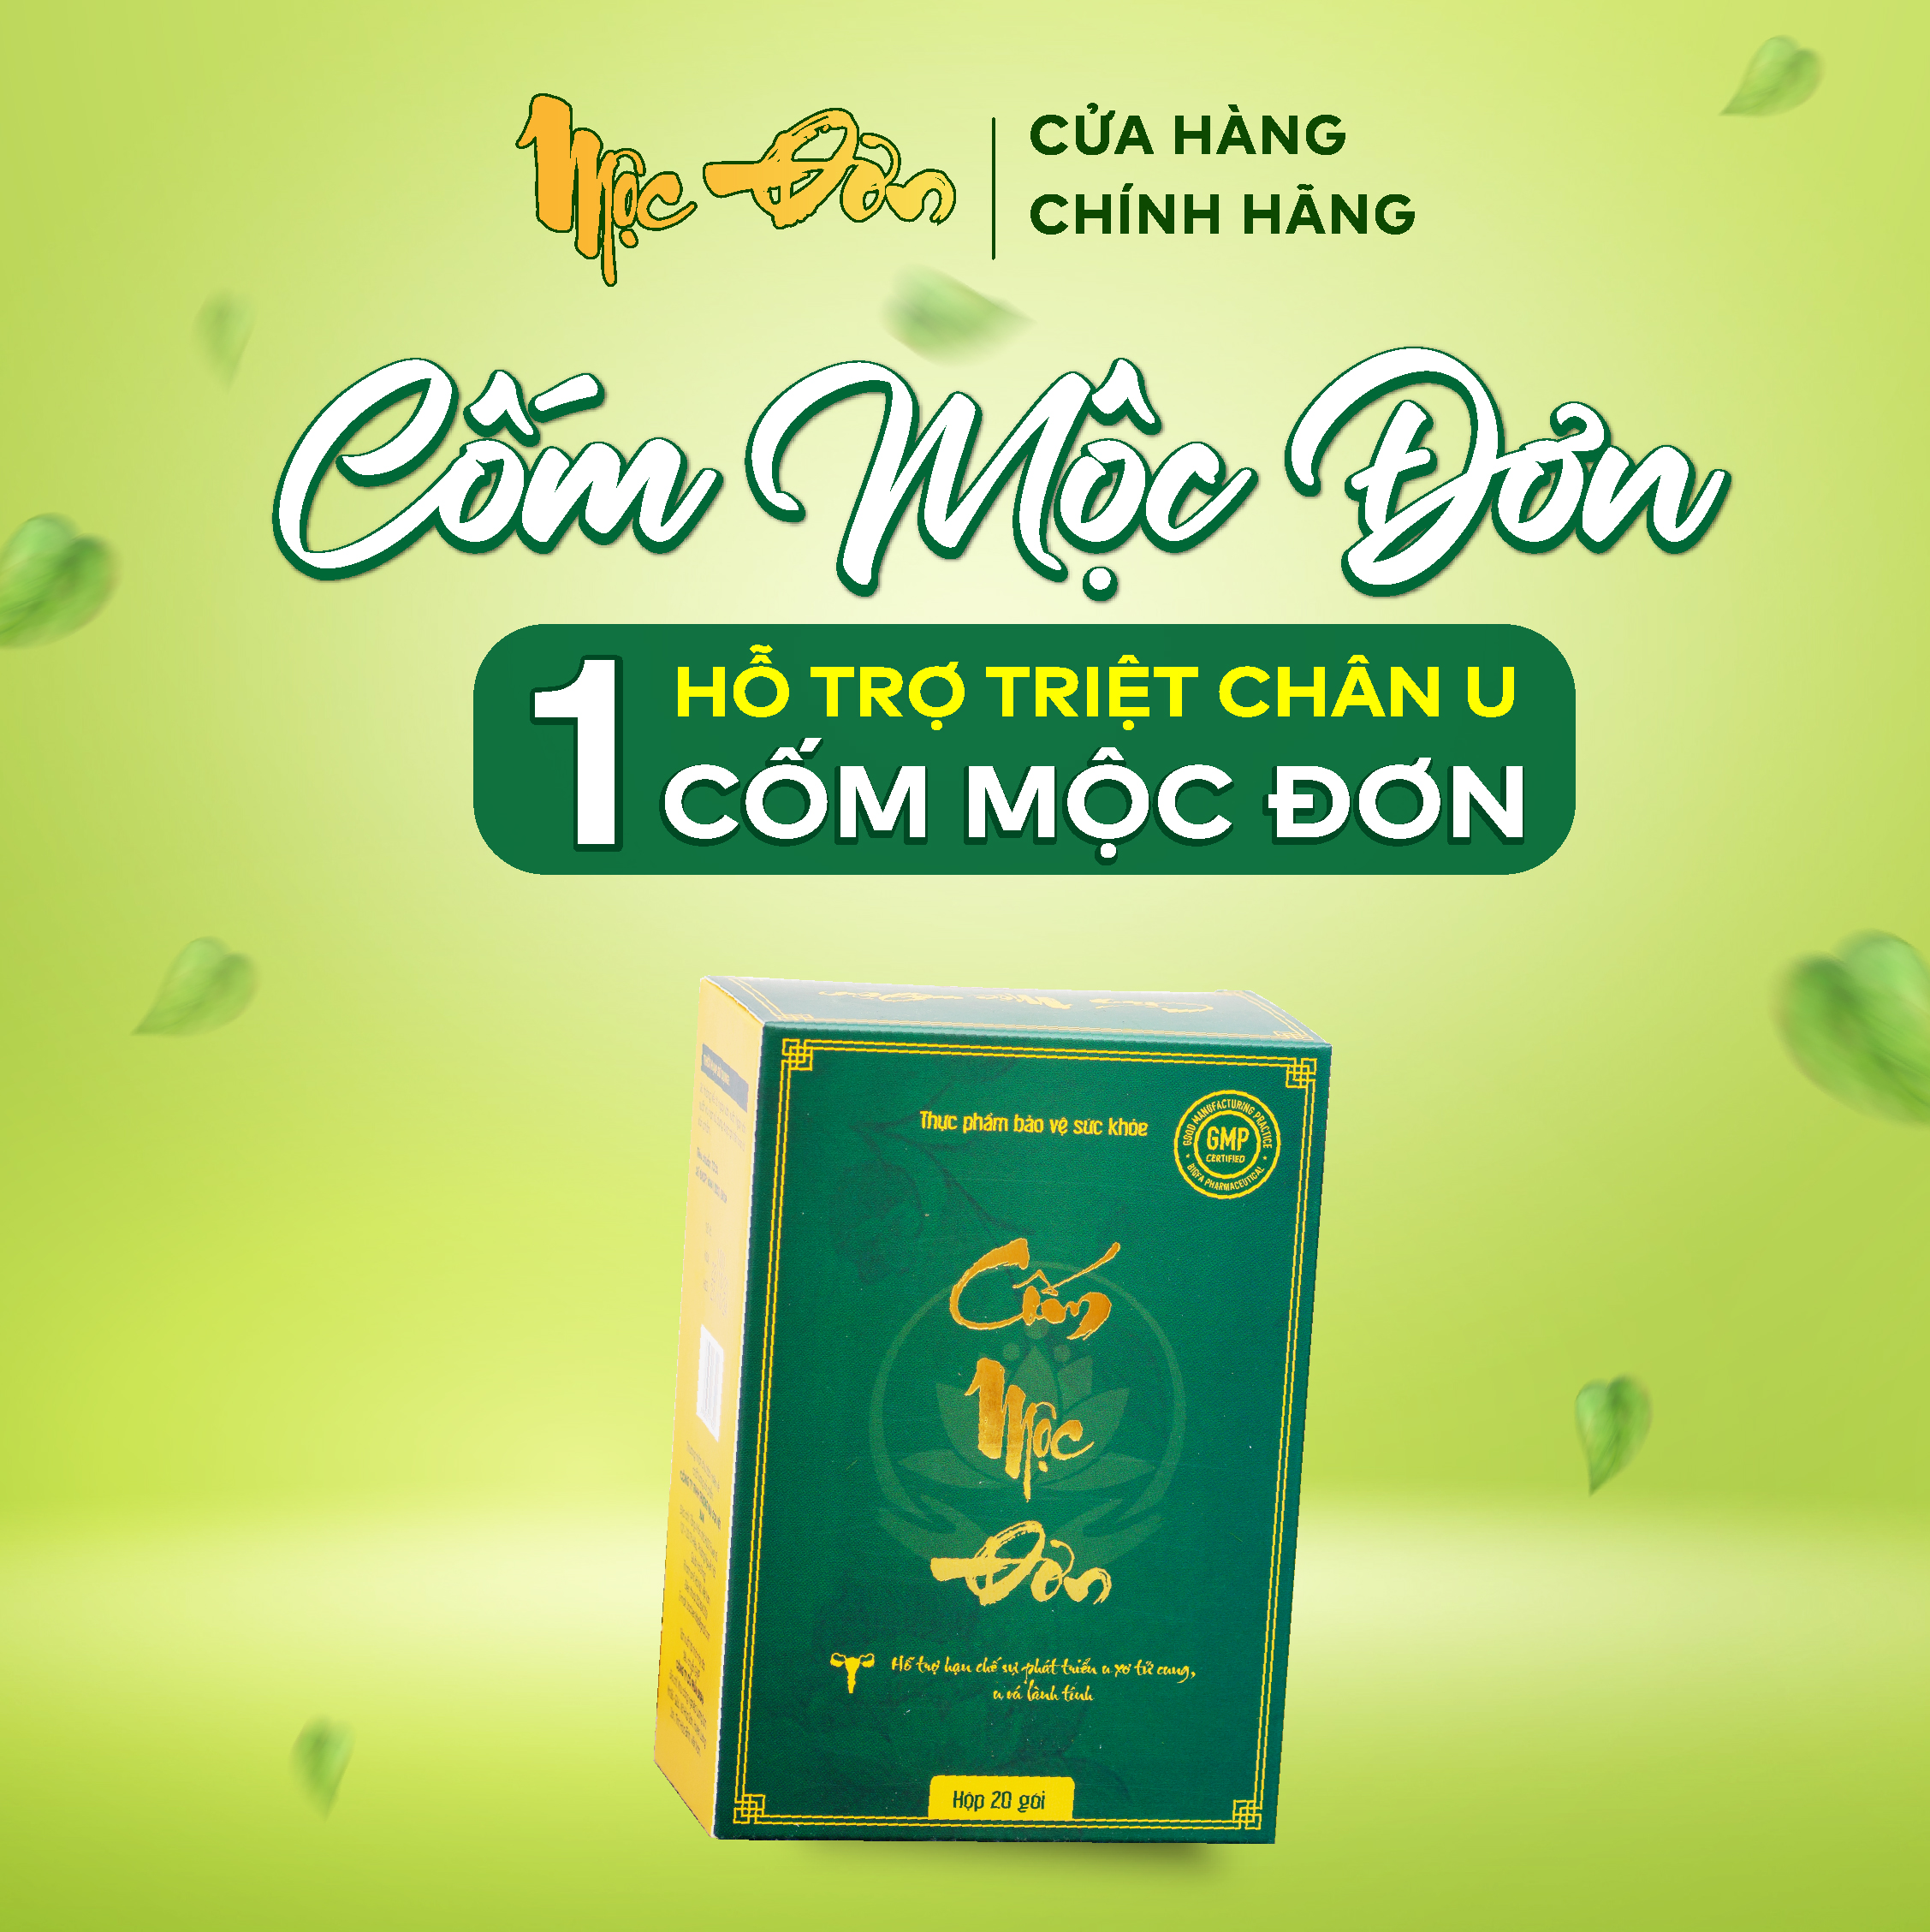 Mộc Đơn
CỬA HÀNG
CHÍNH HÃNG
Cốm Mộc Đơn
1
HỖ TRỢ TRIỆT CHÂN U
CỐM MỘC ĐƠN
Thực phẩm bảo vệ sức khỏe
GOOD MANUFACTURING PRACTICE
GMP
CERTIFIED
BIOFA PHARMACEUTICAL
Cốm
Mộc
Đơn
Hỗ trợ hạn chế sự phát triển u xơ tử cung,
u vú lành tính
Hộp 20 gói